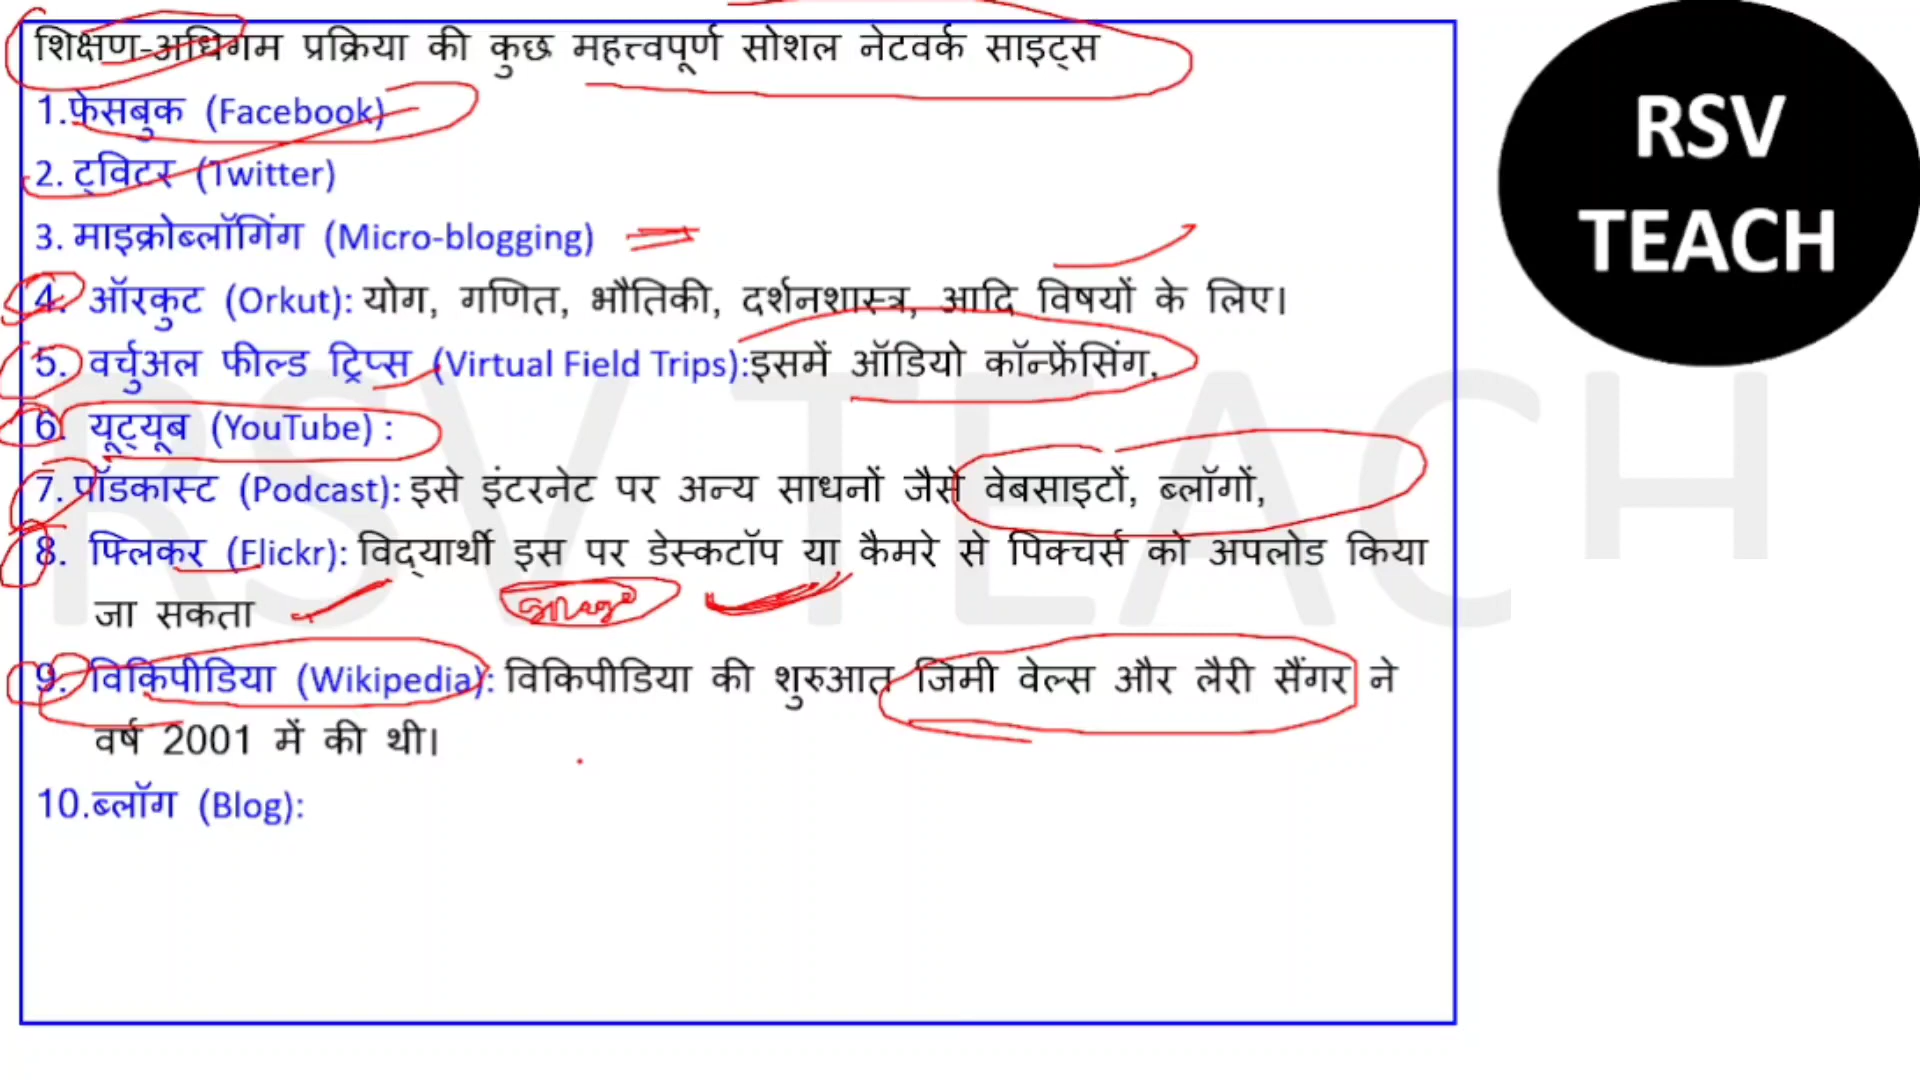 शिक्षण-अधिगम प्रक्रिया की कुछ महत्त्वपूर्ण सोशल नेटवर्क साइट्स
1.फेसबुक (Facebook)
2. ट्विटर (Twitter)
3. माइक्रोब्लॉगिंग (Micro-blogging)
4. ऑरकुट (Orkut): योग, गणित, भौतिकी, दर्शनशास्त्र, आदि विषयों के लिए।
5. वर्चुअल फील्ड ट्रिप्स (Virtual Field Trips):इसमें ऑडियो कॉन्फ्रेंसिंग,
6. यूट्यूब (YouTube) :
7. पॉडकास्ट (Podcast): इसे इंटरनेट पर अन्य साधनों जैसे वेबसाइटों, ब्लॉगों,
8. फ्लिकर (Flickr): विद्यार्थी इस पर डेस्कटॉप या कैमरे से पिक्चर्स को अपलोड किया
जा सकता
9. विकिपीडिया (Wikipedia): विकिपीडिया की शुरुआत जिमी वेल्स और लैरी सैंगर ने
वर्ष 2001 में की थी।
10.ब्लॉग (Blog):
RSV
TEACH
RSV TEACH